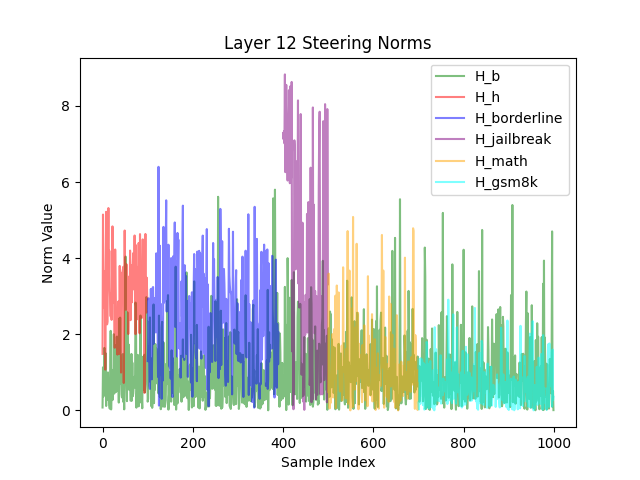 Layer 12 Steering Norms
H_b
H_h
H_borderline
H_jailbreak
H_math
H_gsm8k
Norm Value
8
6
4
2
0
0 200 400 600 800 1000
Sample Index